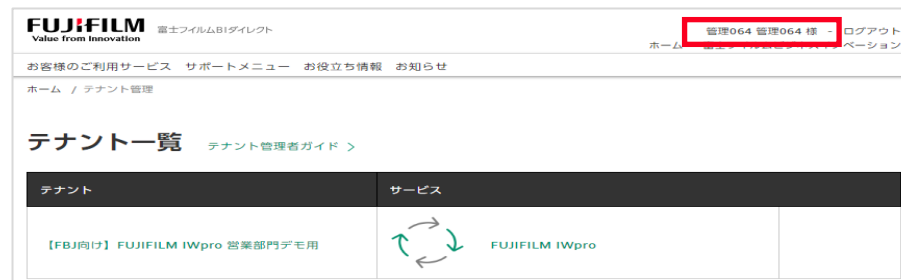 FUJIFILM
Value from Innovation
富士フイルムBIダイレクト
管理064 管理064 様 - ログアウト
ホーム
お客様のご利用サービス サポートメニュー お役立ち情報 お知らせ
ホーム / テナント管理
テナント一覧 テナント管理者ガイド >
テナント サービス
【FBJ向け】FUJIFILM IWpro 営業部門デモ用 FUJIFILM IWpro